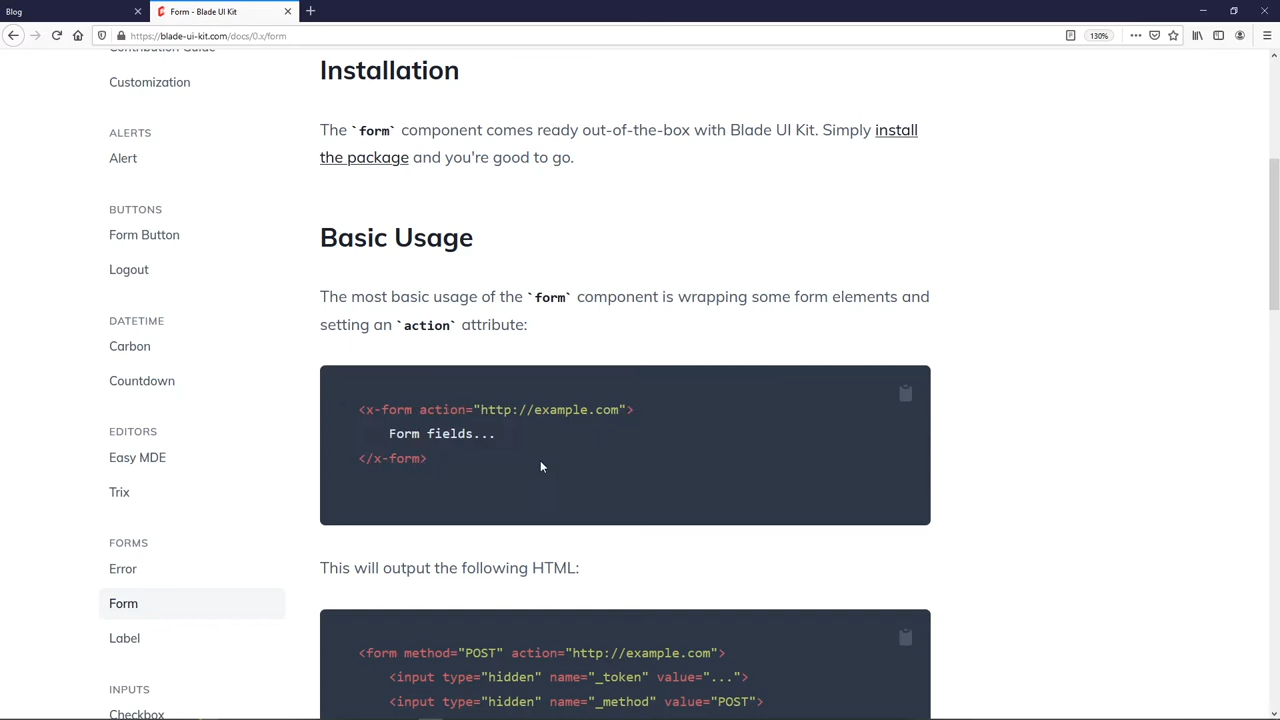 Blog
Form - Blade UI Kit
https://blade-ui-kit.com/docs/0.x/form
130%
Contribution Guide
Customization
ALERTS
Alert
BUTTONS
Form Button
Logout
DATETIME
Carbon
Countdown
EDITORS
Easy MDE
Trix
FORMS
Error
Form
Label
INPUTS
Checkbox
Installation
The `form` component comes ready out-of-the-box with Blade UI Kit. Simply install
the package and you're good to go.
Basic Usage
The most basic usage of the `form` component is wrapping some form elements and
setting an `action` attribute:
<x-form action="http://example.com">
    Form fields...
</x-form>
This will output the following HTML:
<form method="POST" action="http://example.com">
    <input type="hidden" name="_token" value="...">
    <input type="hidden" name="_method" value="POST">